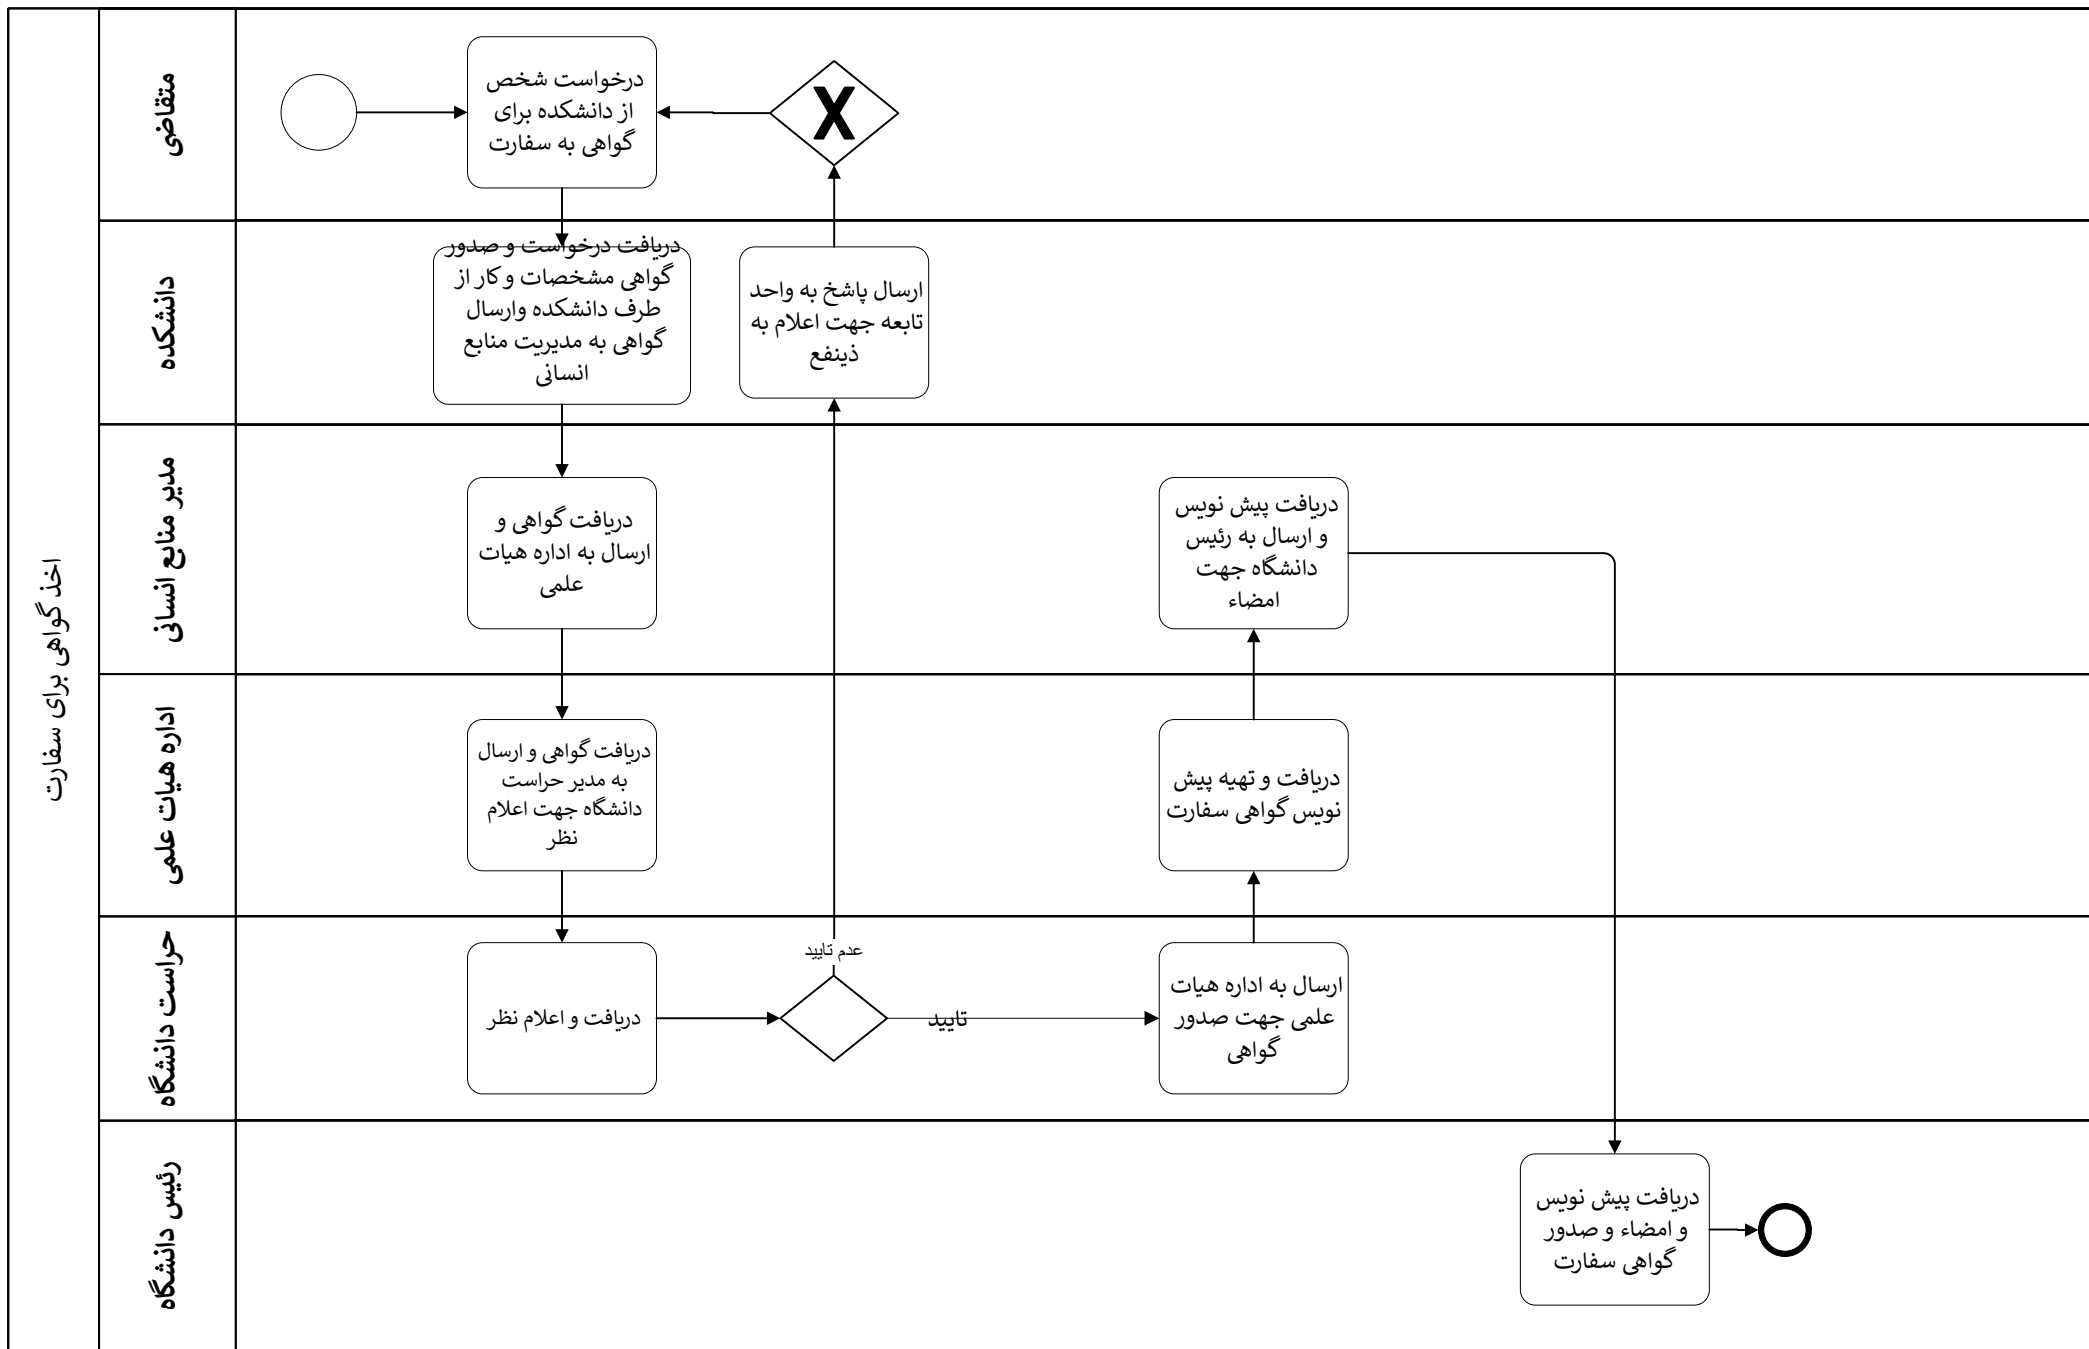 اخذ گواهی برای سفارت
متقاضی
درخواست شخص
از دانشکده برای
گواهی به سفارت
X
دانشکده
دریافت درخواست و صدور
گواهی مشخصات و کار از
طرف دانشکده وارسال
گواهی به مدیریت منابع
انسانی
ارسال پاشخ به واحد
تابعه جهت اعلام به
ذینفع
مدیر منابع انسانی
دریافت گواهی و
ارسال به اداره هیات
علمی
دریافت پیش نویس
و ارسال به رئیس
دانشگاه جهت
امضاء
اداره هیات علمی
دریافت گواهی و ارسال
به مدیر حراست
دانشگاه جهت اعلام
نظر
دریافت و تهیه پیش
نویس گواهی سفارت
حراست دانشگاه
دریافت و اعلام نظر
عدم تایید
تایید
ارسال به اداره هیات
علمی جهت صدور
گواهی
رئیس دانشگاه
دریافت پیش نویس
و امضاء و صدور
گواهی سفارت